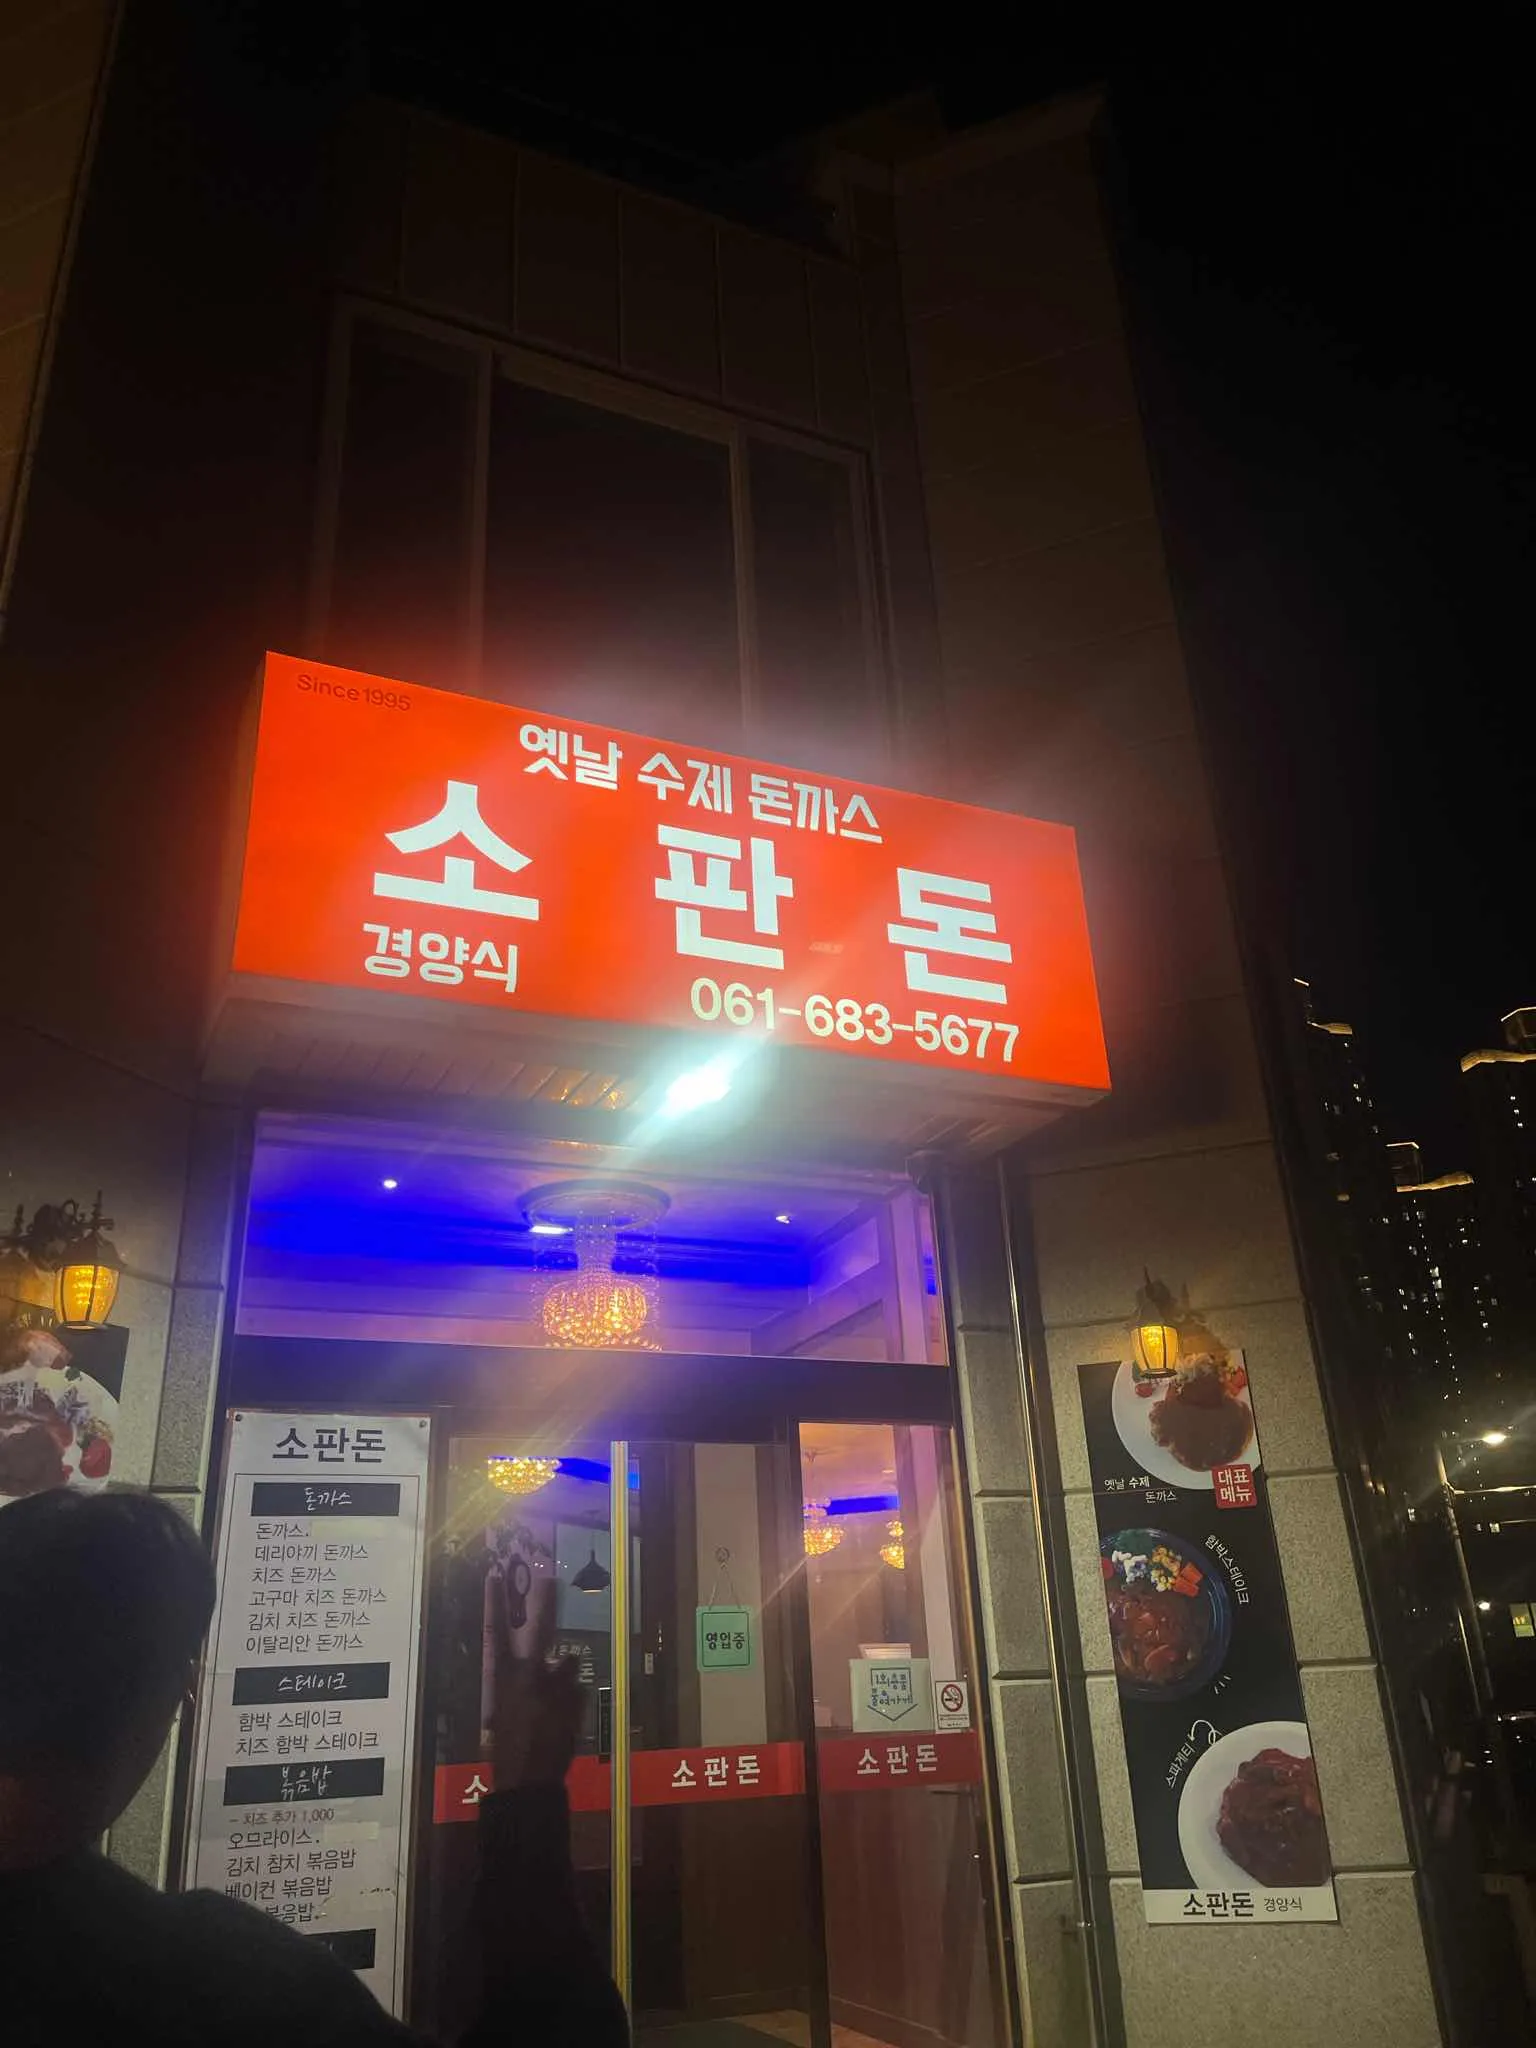 Since 1995
옛날 수제 돈까스
소판돈
경양식
061-683-5677
소판돈
돈까스
돈까스.
데리야끼 돈까스
치즈 돈까스
고구마 치즈 돈까스
김치 치즈 돈까스
이탈리안 돈까스
스테이크
함박 스테이크
치즈 함박 스테이크
볶음밥
- 치즈 추가 1,000
오므라이스.
김치 참치 볶음밥
베이컨 볶음밥
볶음밥.
영업중
소
소판돈
소판돈
옛날 수제
돈까스
대표
메뉴
함박스테이크
스파게티
소판돈 경양식